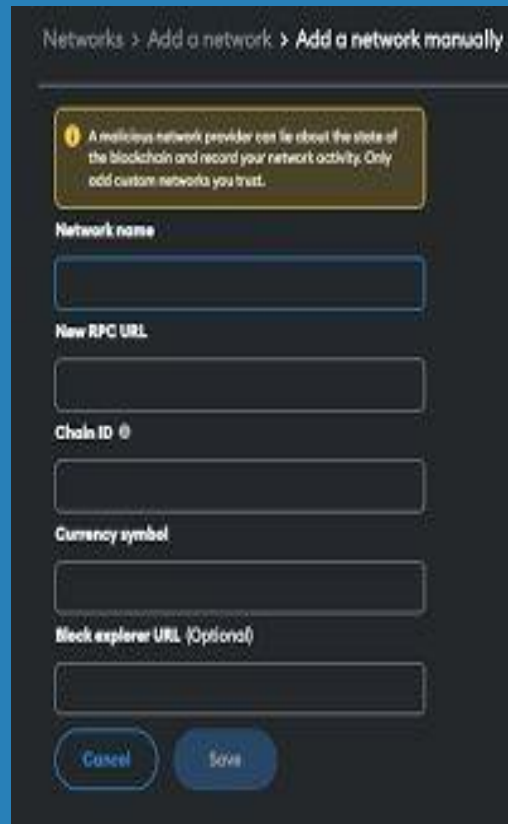 Networks > Add a network > Add a network manually
A malicious network provider can lie about the state of
the blockchain and record your network activity. Only
add custom networks you trust.
Network name
New RPC URL
Chain ID
Currency symbol
Block explorer URL (Optional)
Cancel
Save